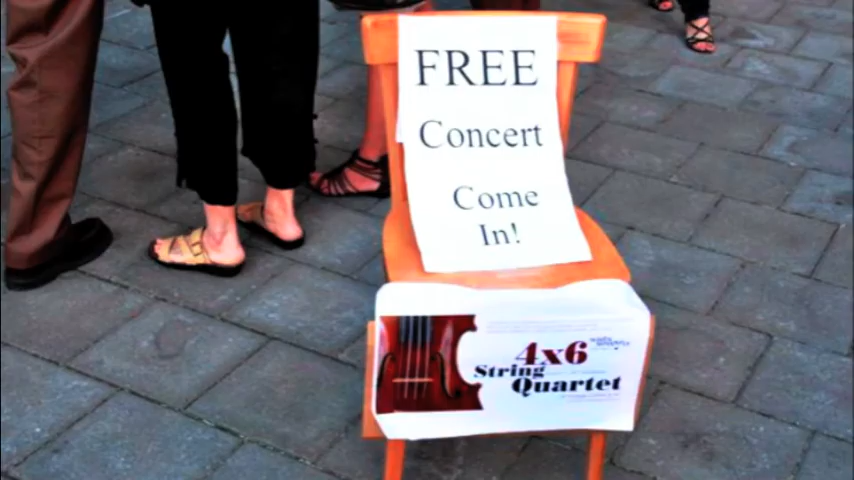 FREE
Concert
Come
In!
4x6
String
Quartet